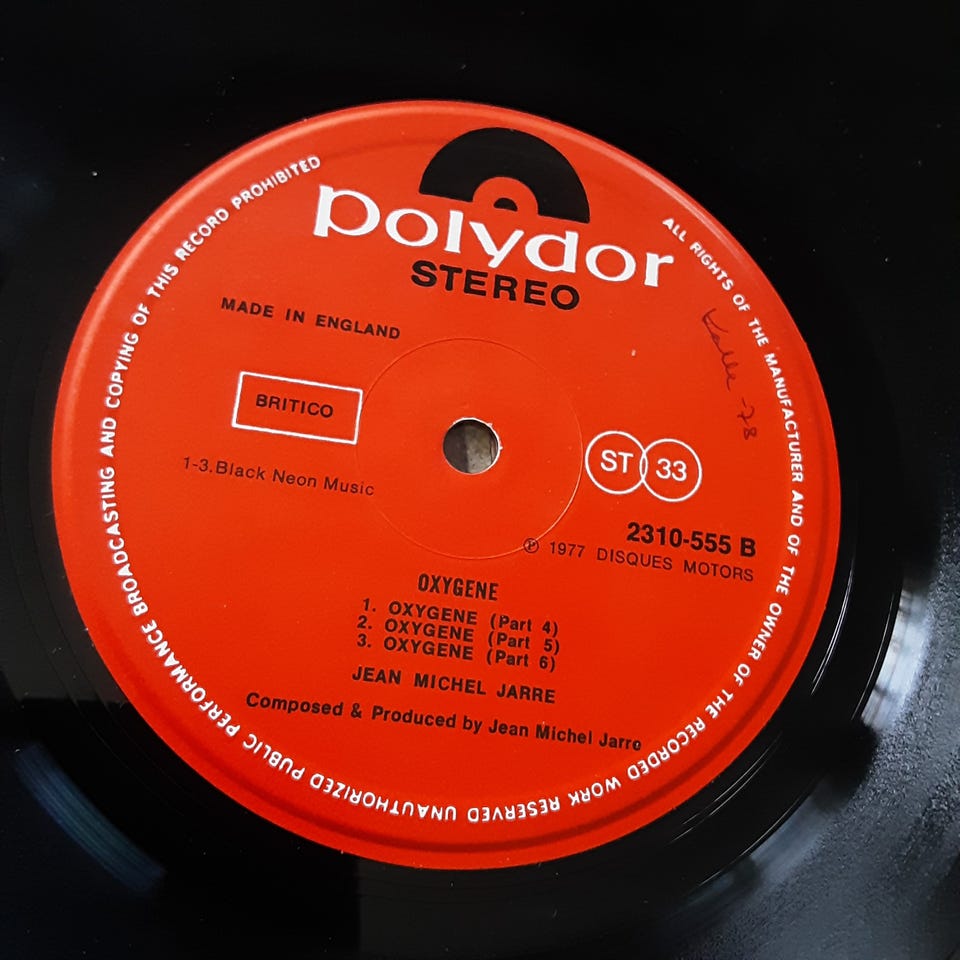 polydor
STEREO
MADE IN ENGLAND
BRITICO
1-3.Black Neon Music
ST 33
2310-555 B
℗ 1977 DISQUES MOTORS
OXYGENE
1. OXYGENE (Part 4)
2. OXYGENE (Part 5)
3. OXYGENE (Part 6)
JEAN MICHEL JARRE
Composed & Produced by Jean Michel Jarre
ALL RIGHTS OF THE MANUFACTURER AND OF THE OWNER OF THE RECORDED WORK RESERVED UNAUTHORIZED PUBLIC PERFORMANCE BROADCASTING AND COPYING OF THIS RECORD PROHIBITED
Kalle -78